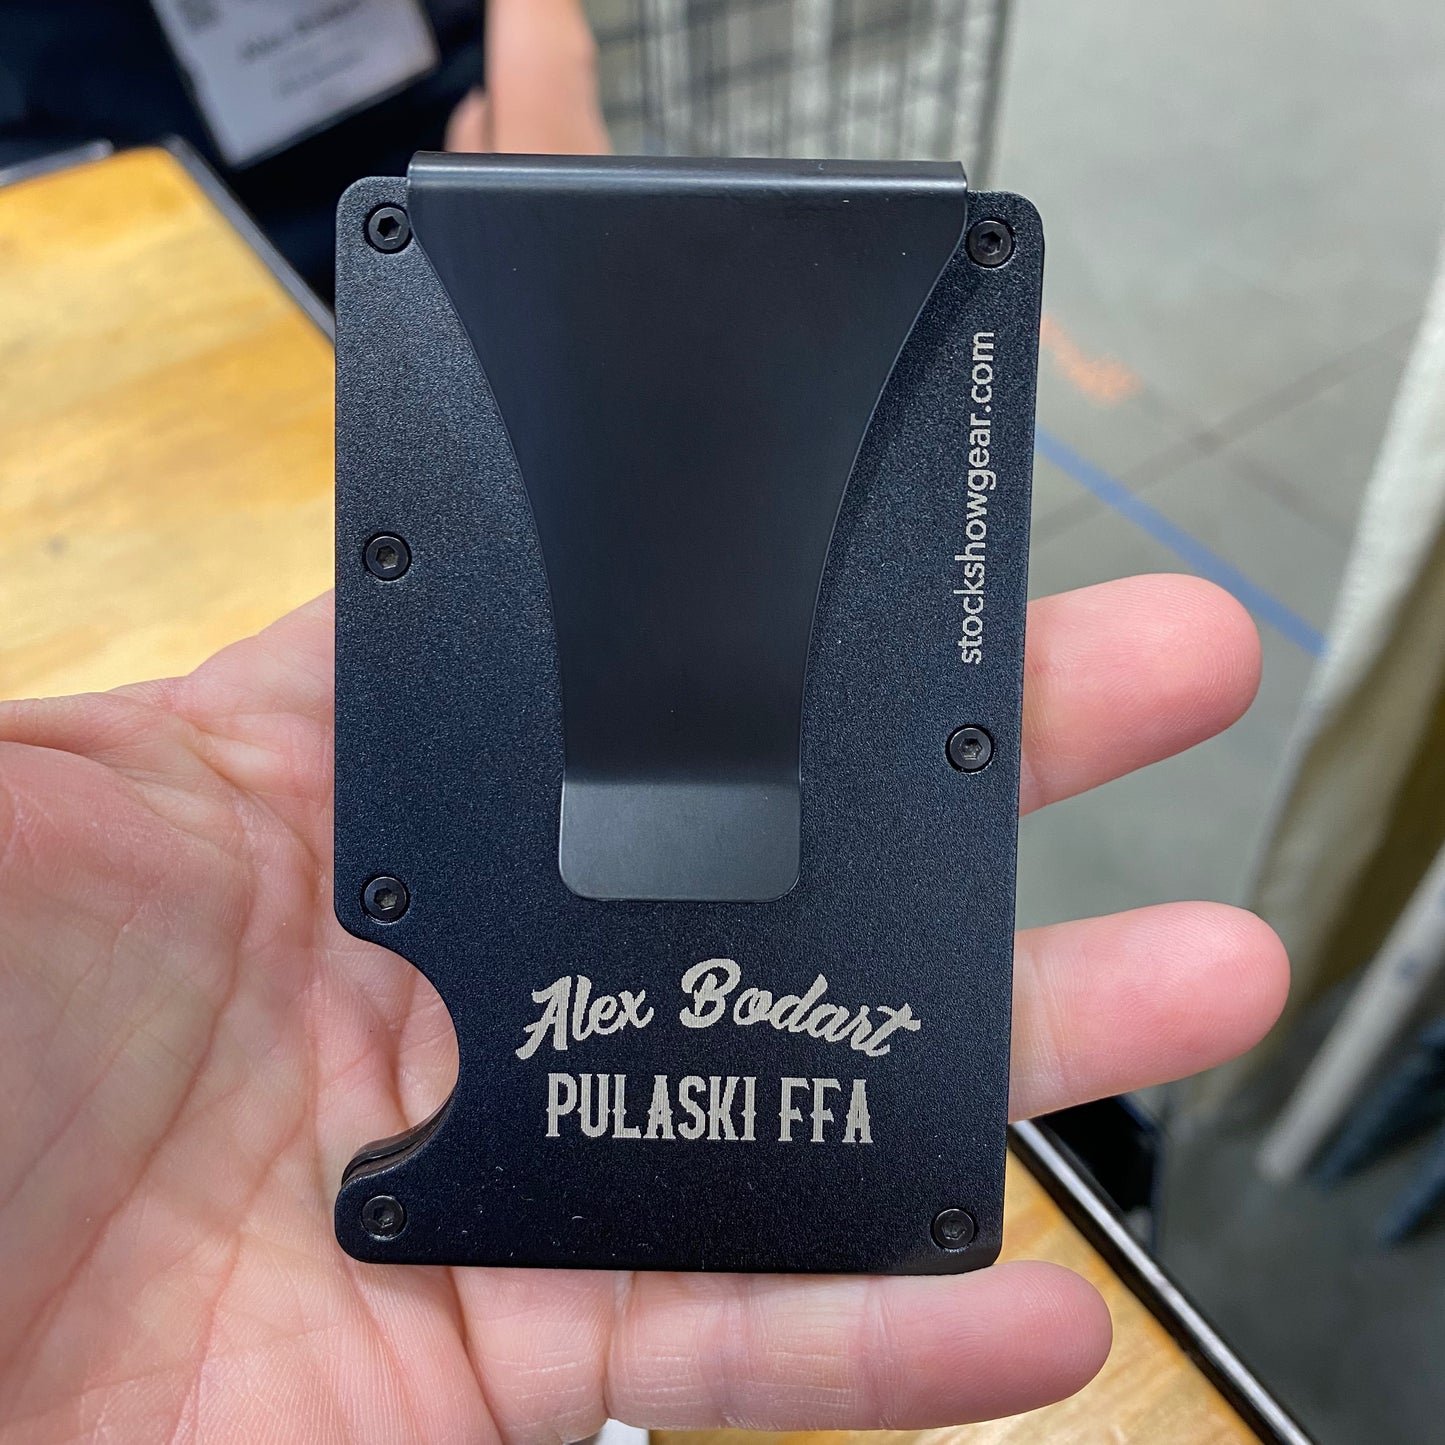 stockshowgear.com
Alex Bodart
PULASKI FFA